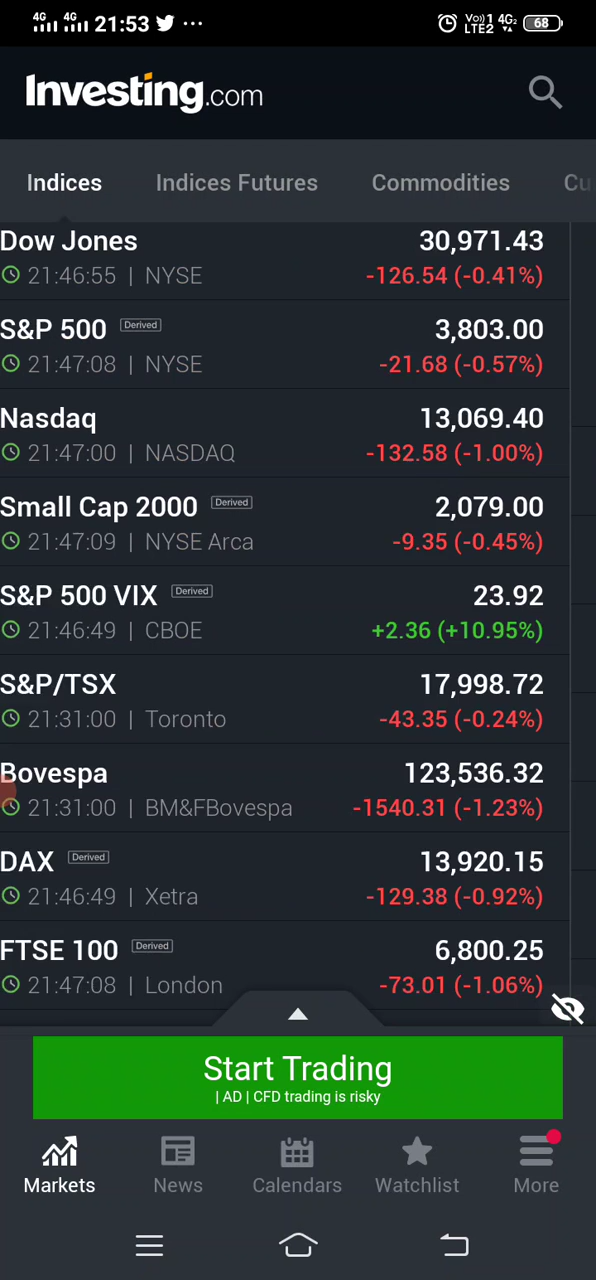 4G 4G 21:53 ··· Vo))1 LTE2 4G2 68
Investing.com
Indices Indices Futures Commodities Cu
Dow Jones 30,971.43
21:46:55 | NYSE -126.54 (-0.41%)
S&P 500 Derived 3,803.00
21:47:08 | NYSE -21.68 (-0.57%)
Nasdaq 13,069.40
21:47:00 | NASDAQ -132.58 (-1.00%)
Small Cap 2000 Derived 2,079.00
21:47:09 | NYSE Arca -9.35 (-0.45%)
S&P 500 VIX Derived 23.92
21:46:49 | CBOE +2.36 (+10.95%)
S&P/TSX 17,998.72
21:31:00 | Toronto -43.35 (-0.24%)
Bovespa 123,536.32
21:31:00 | BM&FBovespa -1540.31 (-1.23%)
DAX Derived 13,920.15
21:46:49 | Xetra -129.38 (-0.92%)
FTSE 100 Derived 6,800.25
21:47:08 | London -73.01 (-1.06%)
Start Trading
| AD | CFD trading is risky
Markets News Calendars Watchlist More